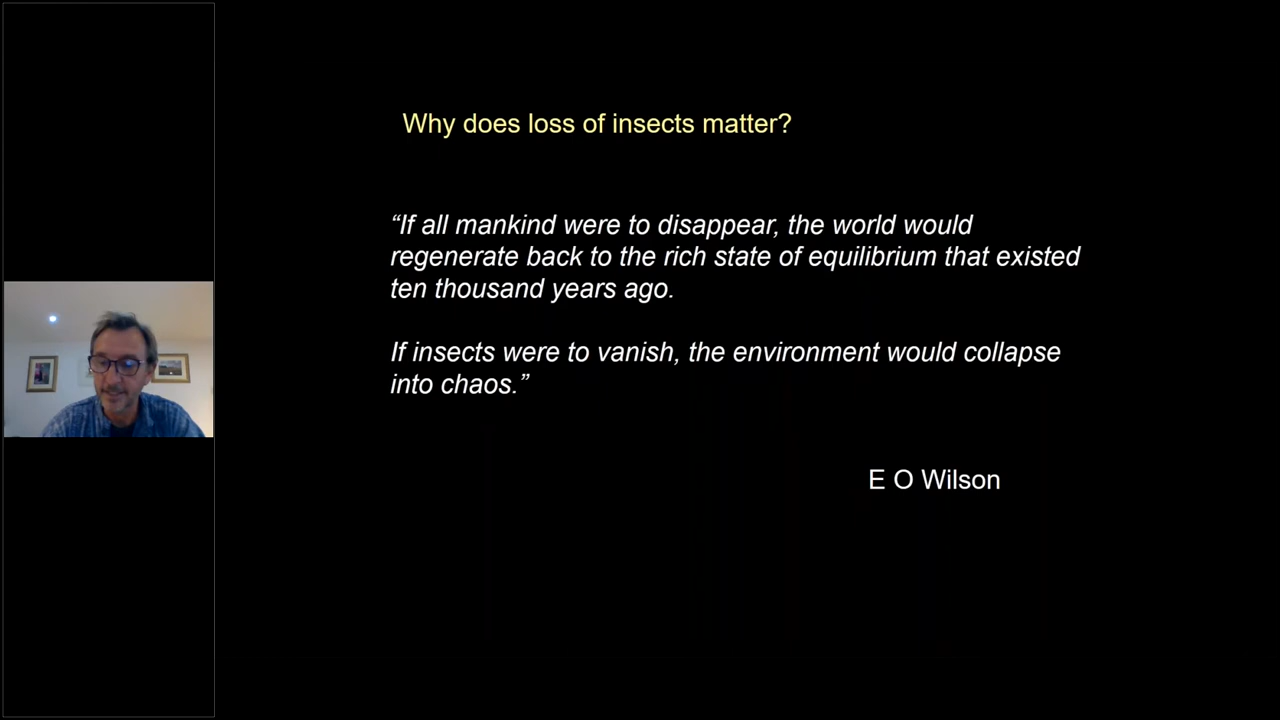 Why does loss of insects matter?
“If all mankind were to disappear, the world would
regenerate back to the rich state of equilibrium that existed
ten thousand years ago.
If insects were to vanish, the environment would collapse
into chaos.”
E O Wilson